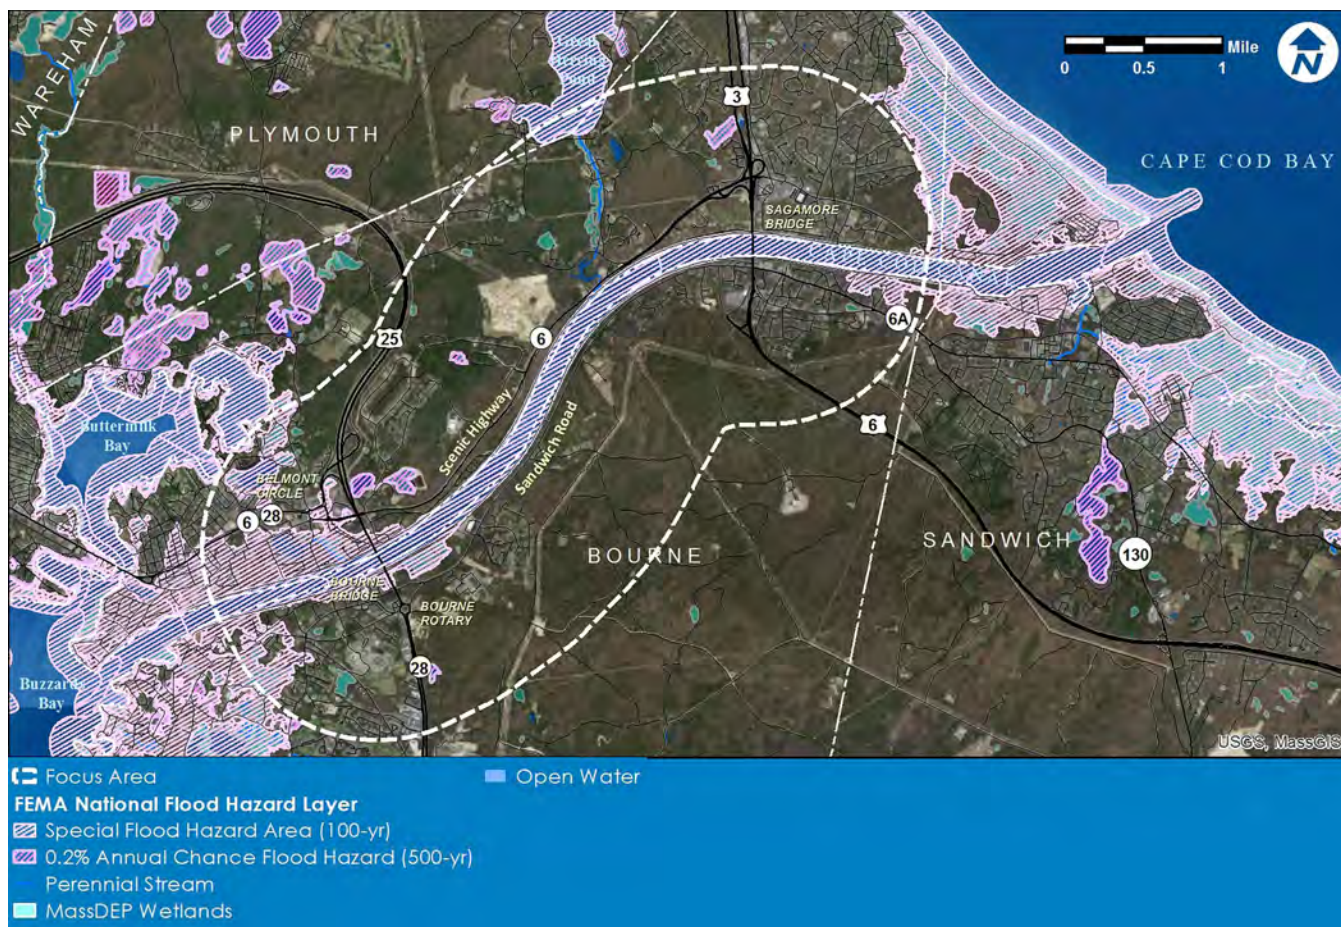 WAREHAM
PLYMOUTH
3
Mile
0 0.5 1
N
CAPE COD BAY
SAGAMORE
BRIDGE
25
6
6A
Buttermilk
Bay
Scenic Highway
Sandwich Road
6
BELMONT
CIRCLE
6
28
SANDWICH
BOURNE
130
BOURNE
BRIDGE
BOURNE
ROTARY
28
Buzzards
Bay
USGS, MassGIS
Focus Area
Open Water
FEMA National Flood Hazard Layer
Special Flood Hazard Area (100-yr)
0.2% Annual Chance Flood Hazard (500-yr)
Perennial Stream
MassDEP Wetlands